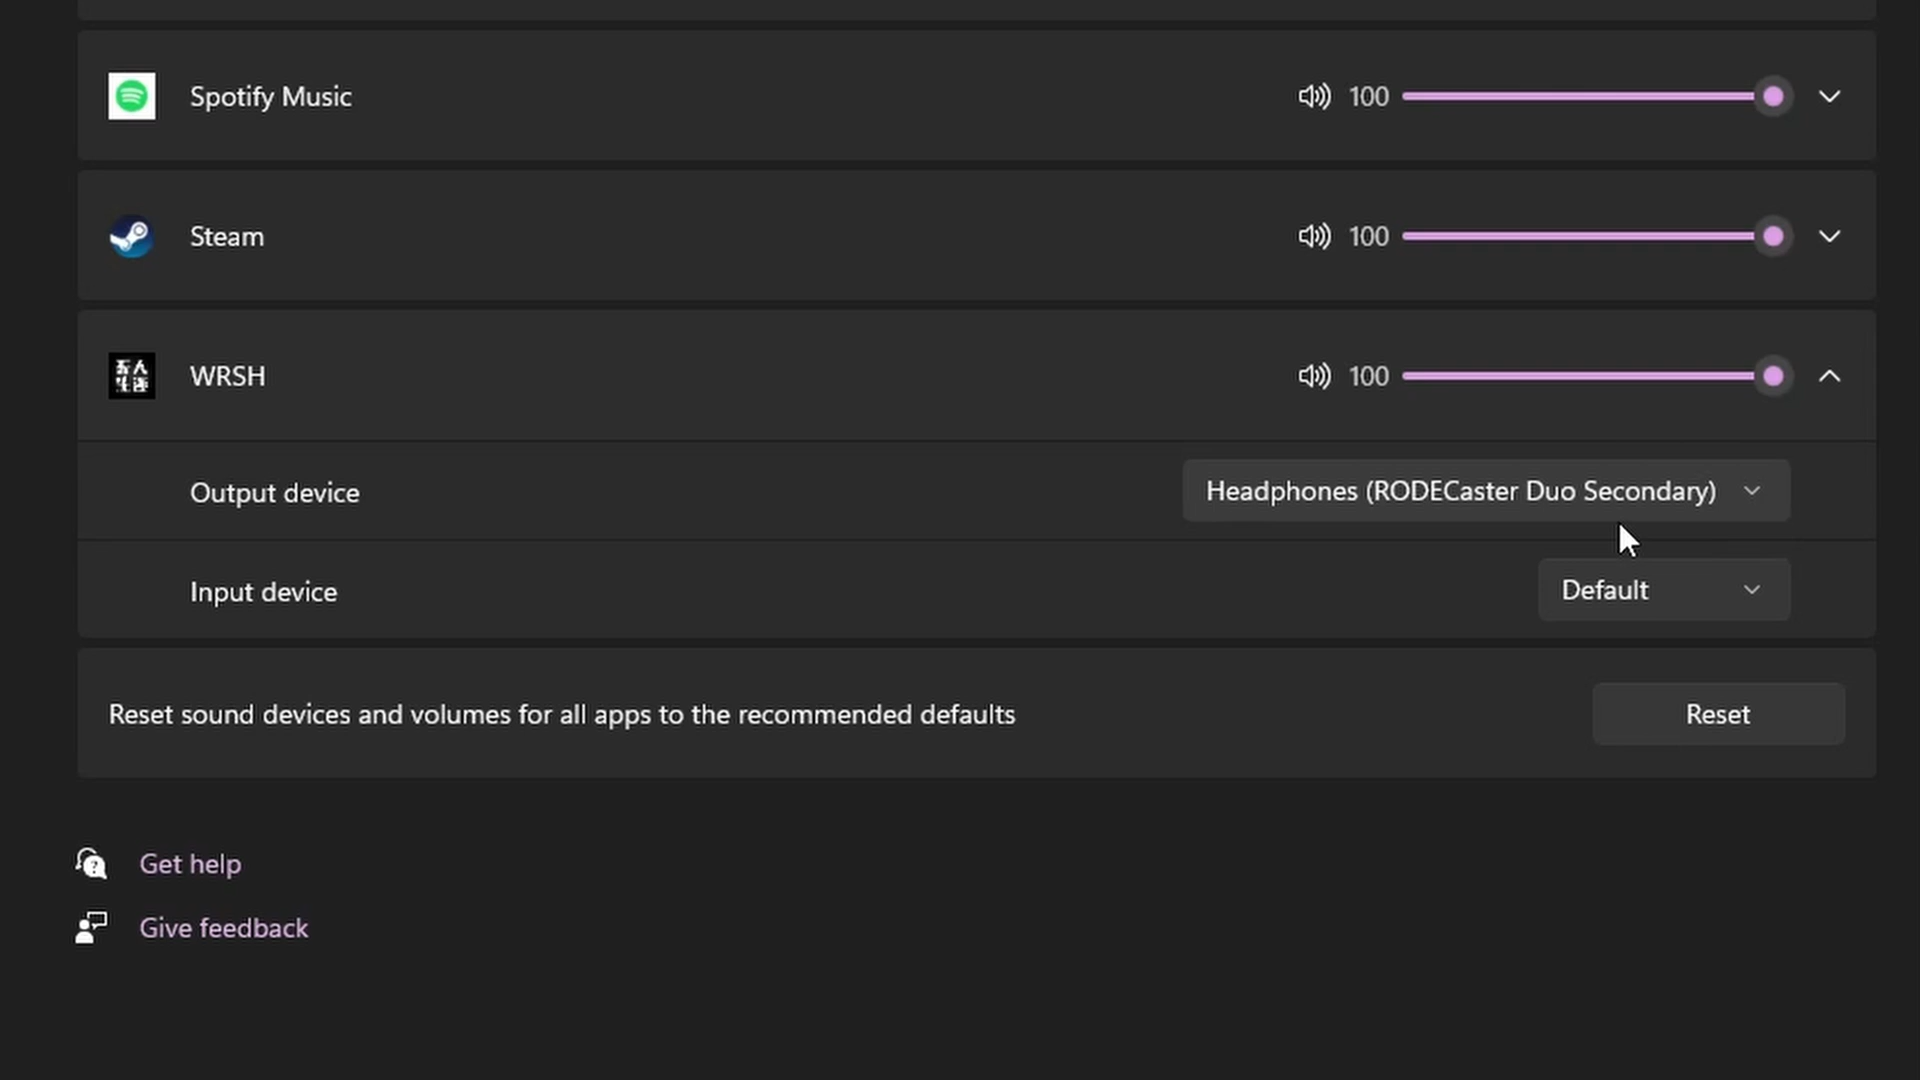 Spotify Music
100
Steam
100
WRSH
100
Output device
Headphones (RODECaster Duo Secondary)
Input device
Default
Reset sound devices and volumes for all apps to the recommended defaults
Reset
Get help
Give feedback